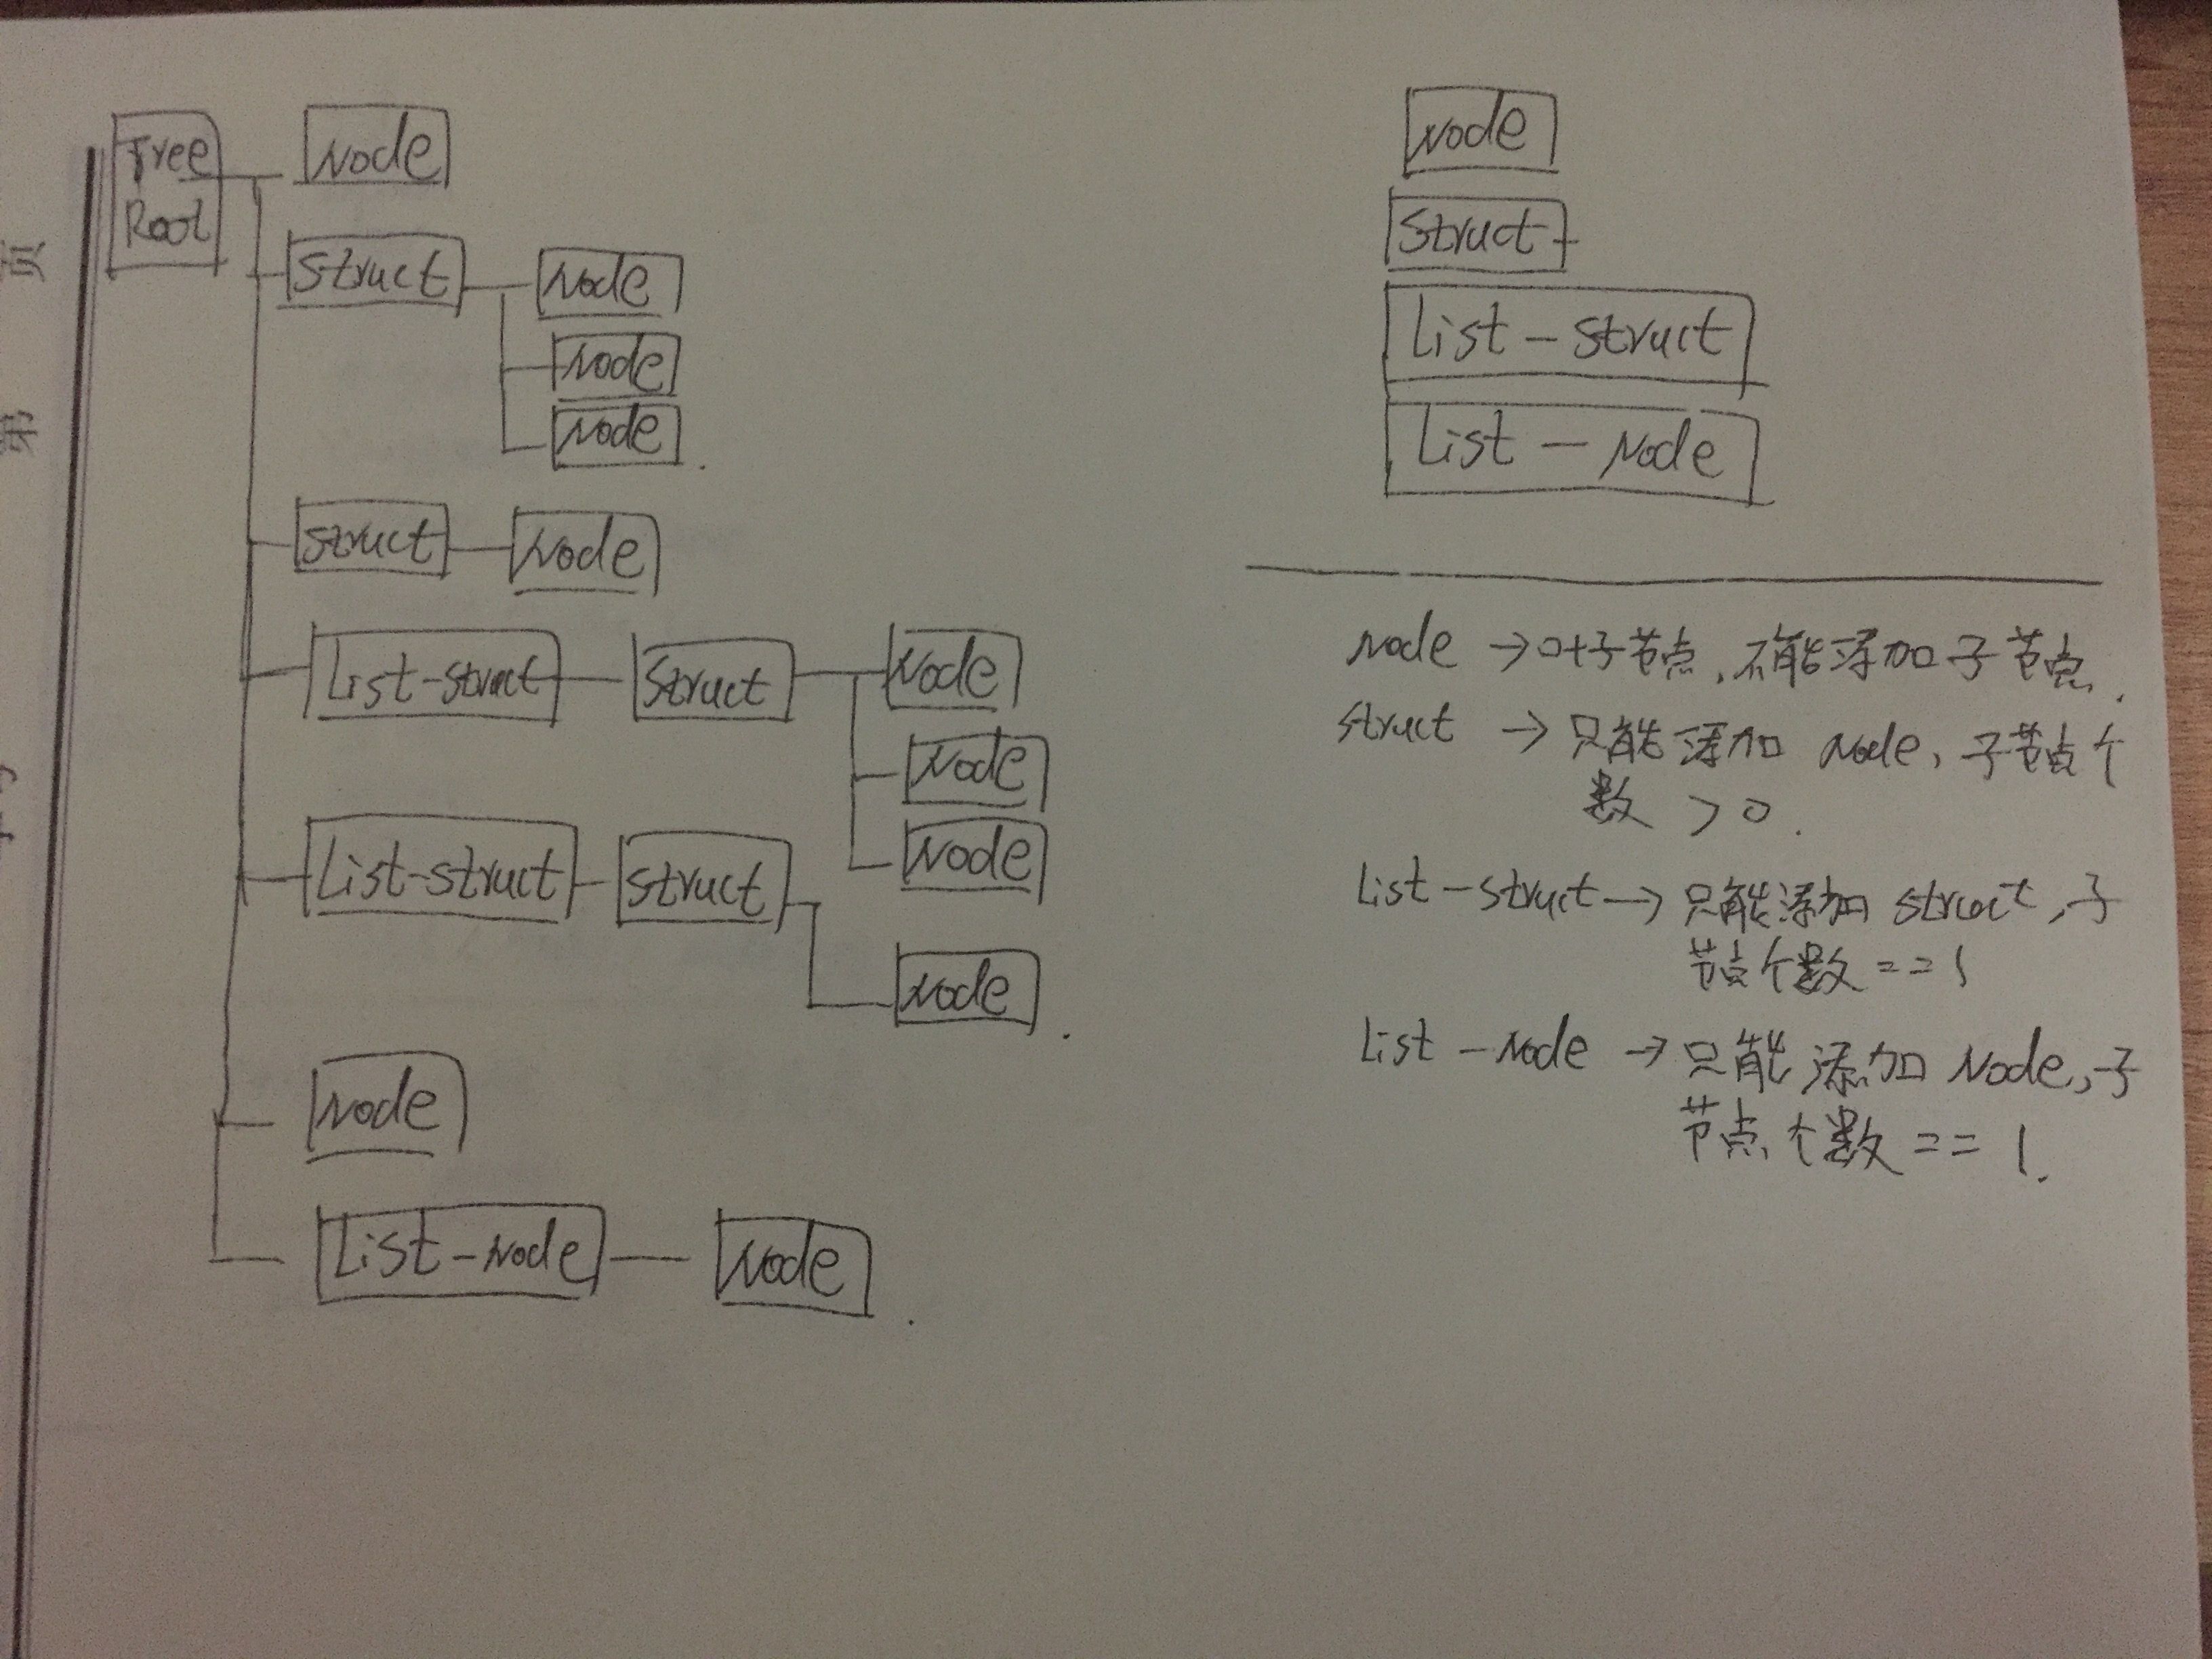 Tree
Root
Node
Struct
Node
Node
Node
Struct
Node
List-Struct
Struct
Node
Node
Node
List-Struct
Struct
Node
Node
List-Node
Node
Node
Struct
List-Struct
List-Node
Node → 0个子节点,不能添加子节点.
Struct → 只能添加 Node, 子节点个
数 > 0.
List-Struct → 只能添加 Struct, 子
节点个数 == 1
List-Node → 只能添加 Node, 子
节点个数 == 1.
页
第